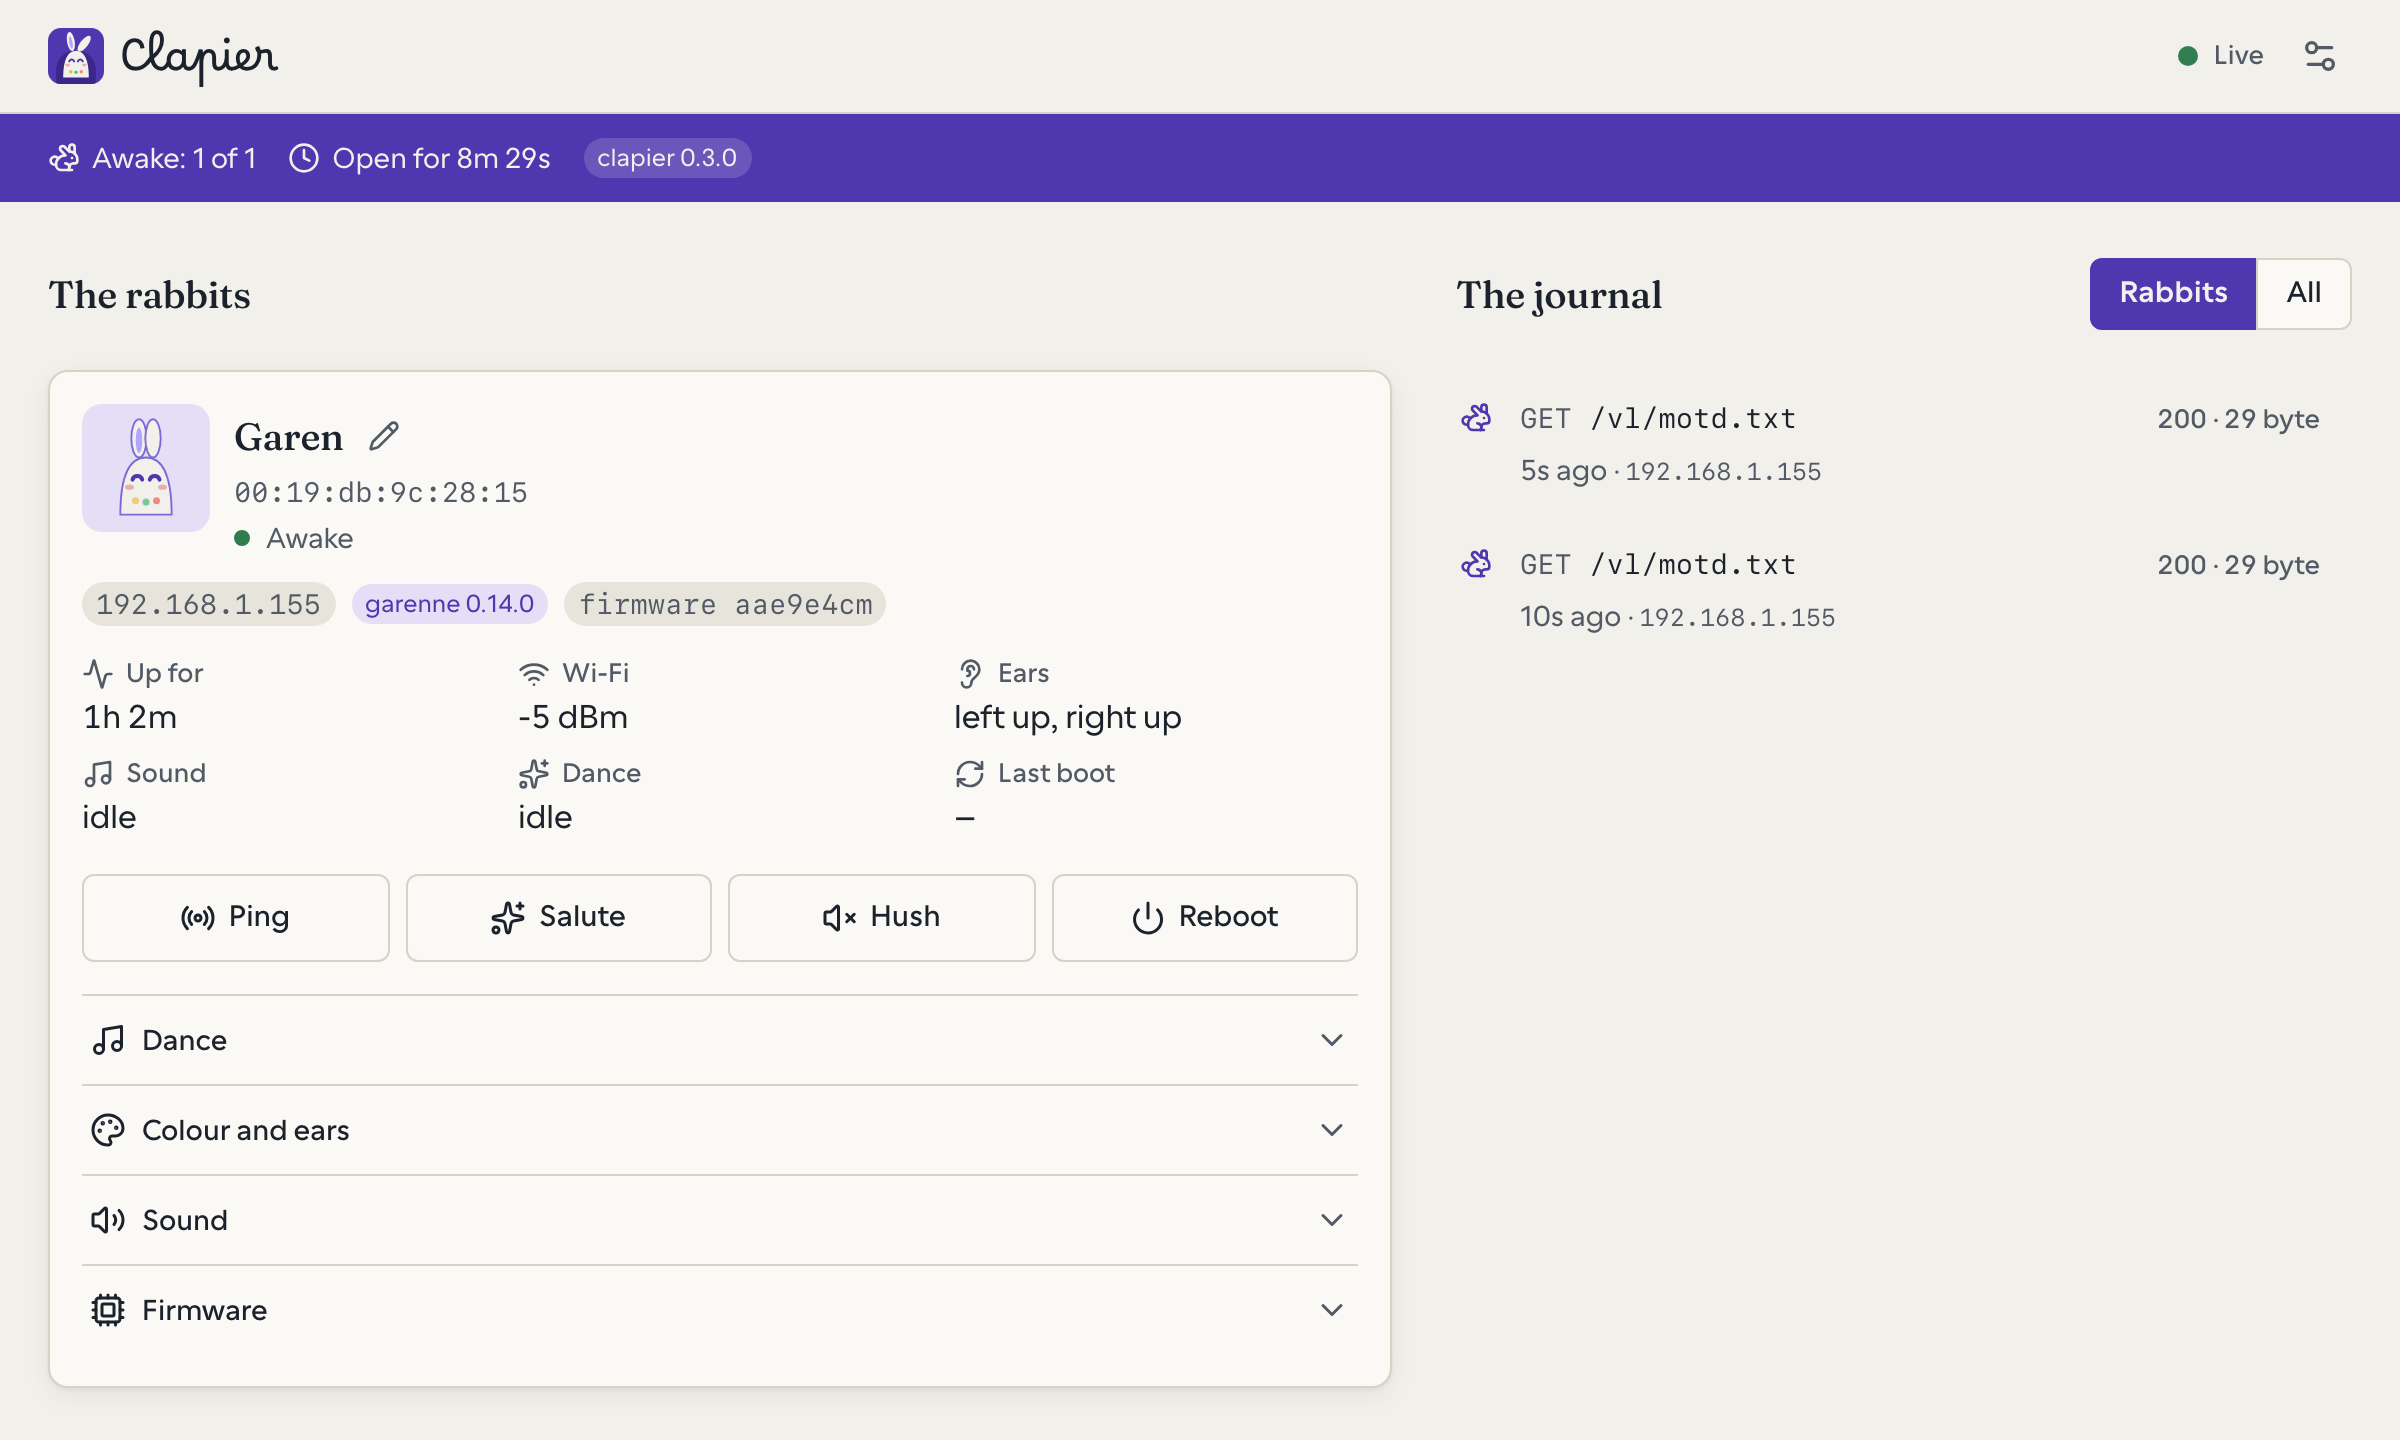 Clapier
Live
Awake: 1 of 1
Open for 8m 29s
clapier 0.3.0
The rabbits
Garen
00:19:db:9c:28:15
Awake
192.168.1.155
garenne 0.14.0
firmware aae9e4cm
Up for
1h 2m
Wi-Fi
-5 dBm
Ears
left up, right up
Sound
idle
Dance
idle
Last boot
–
Ping
Salute
Hush
Reboot
Dance
Colour and ears
Sound
Firmware
The journal
Rabbits
All
GET /vl/motd.txt
200 · 29 byte
5s ago · 192.168.1.155
GET /vl/motd.txt
200 · 29 byte
10s ago · 192.168.1.155